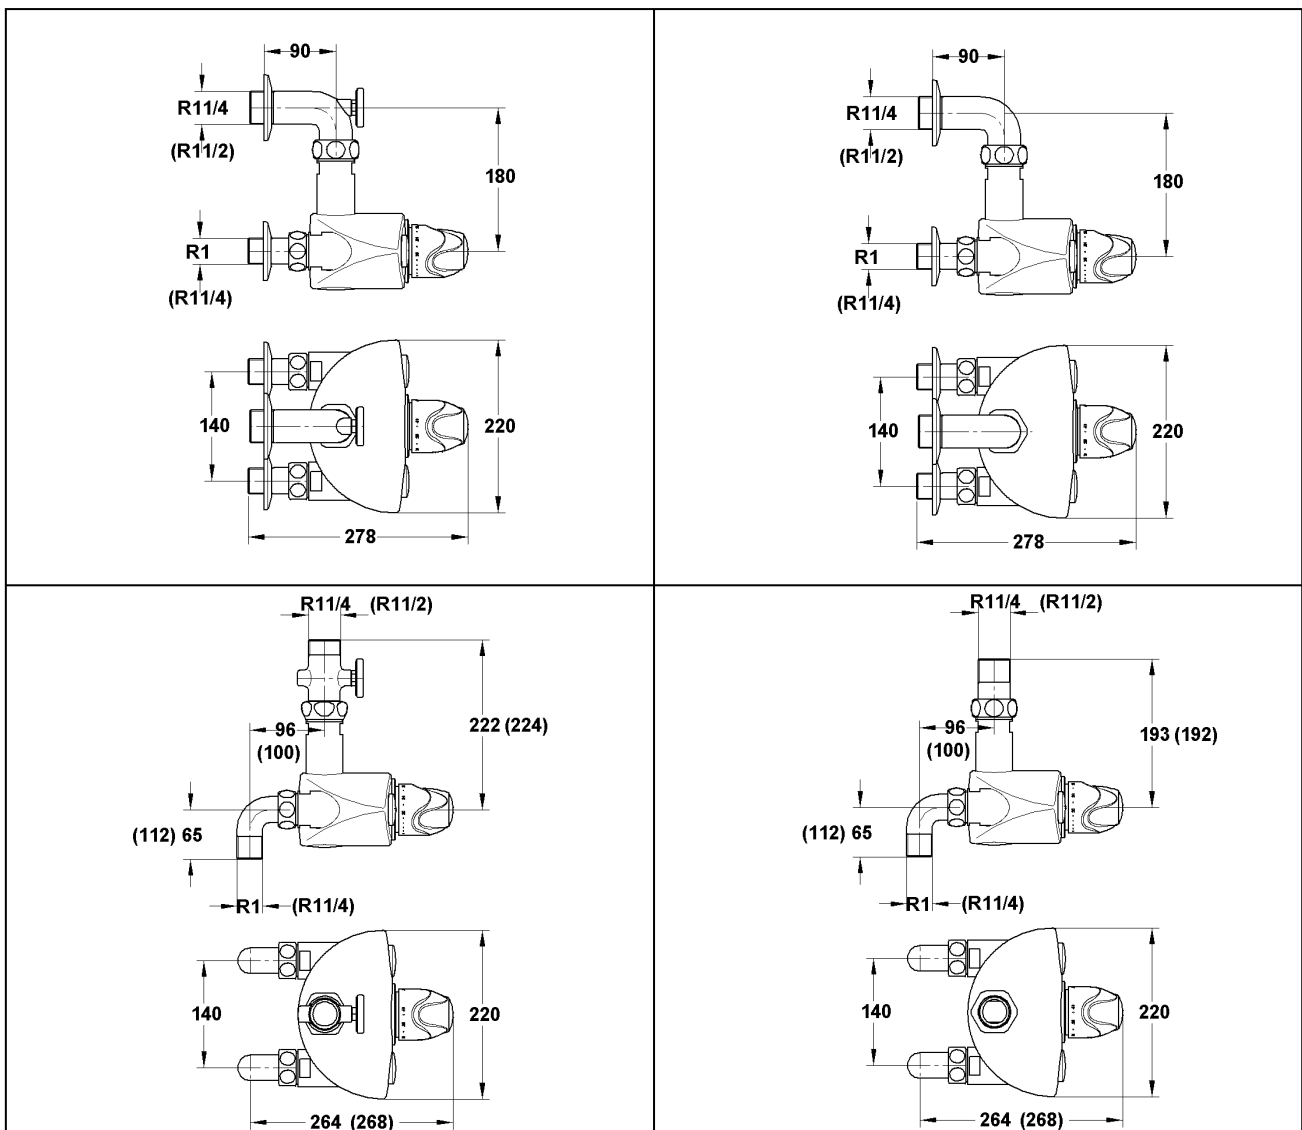 90
R11/4
(R11/2)
180
R1
(R11/4)
140
220
278
90
R11/4
(R11/2)
180
R1
(R11/4)
140
220
278
R11/4 (R11/2)
222 (224)
96
(100)
(112) 65
R1 (R11/4)
140
220
264 (268)
R11/4 (R11/2)
193 (192)
96
(100)
(112) 65
R1 (R11/4)
140
220
264 (268)